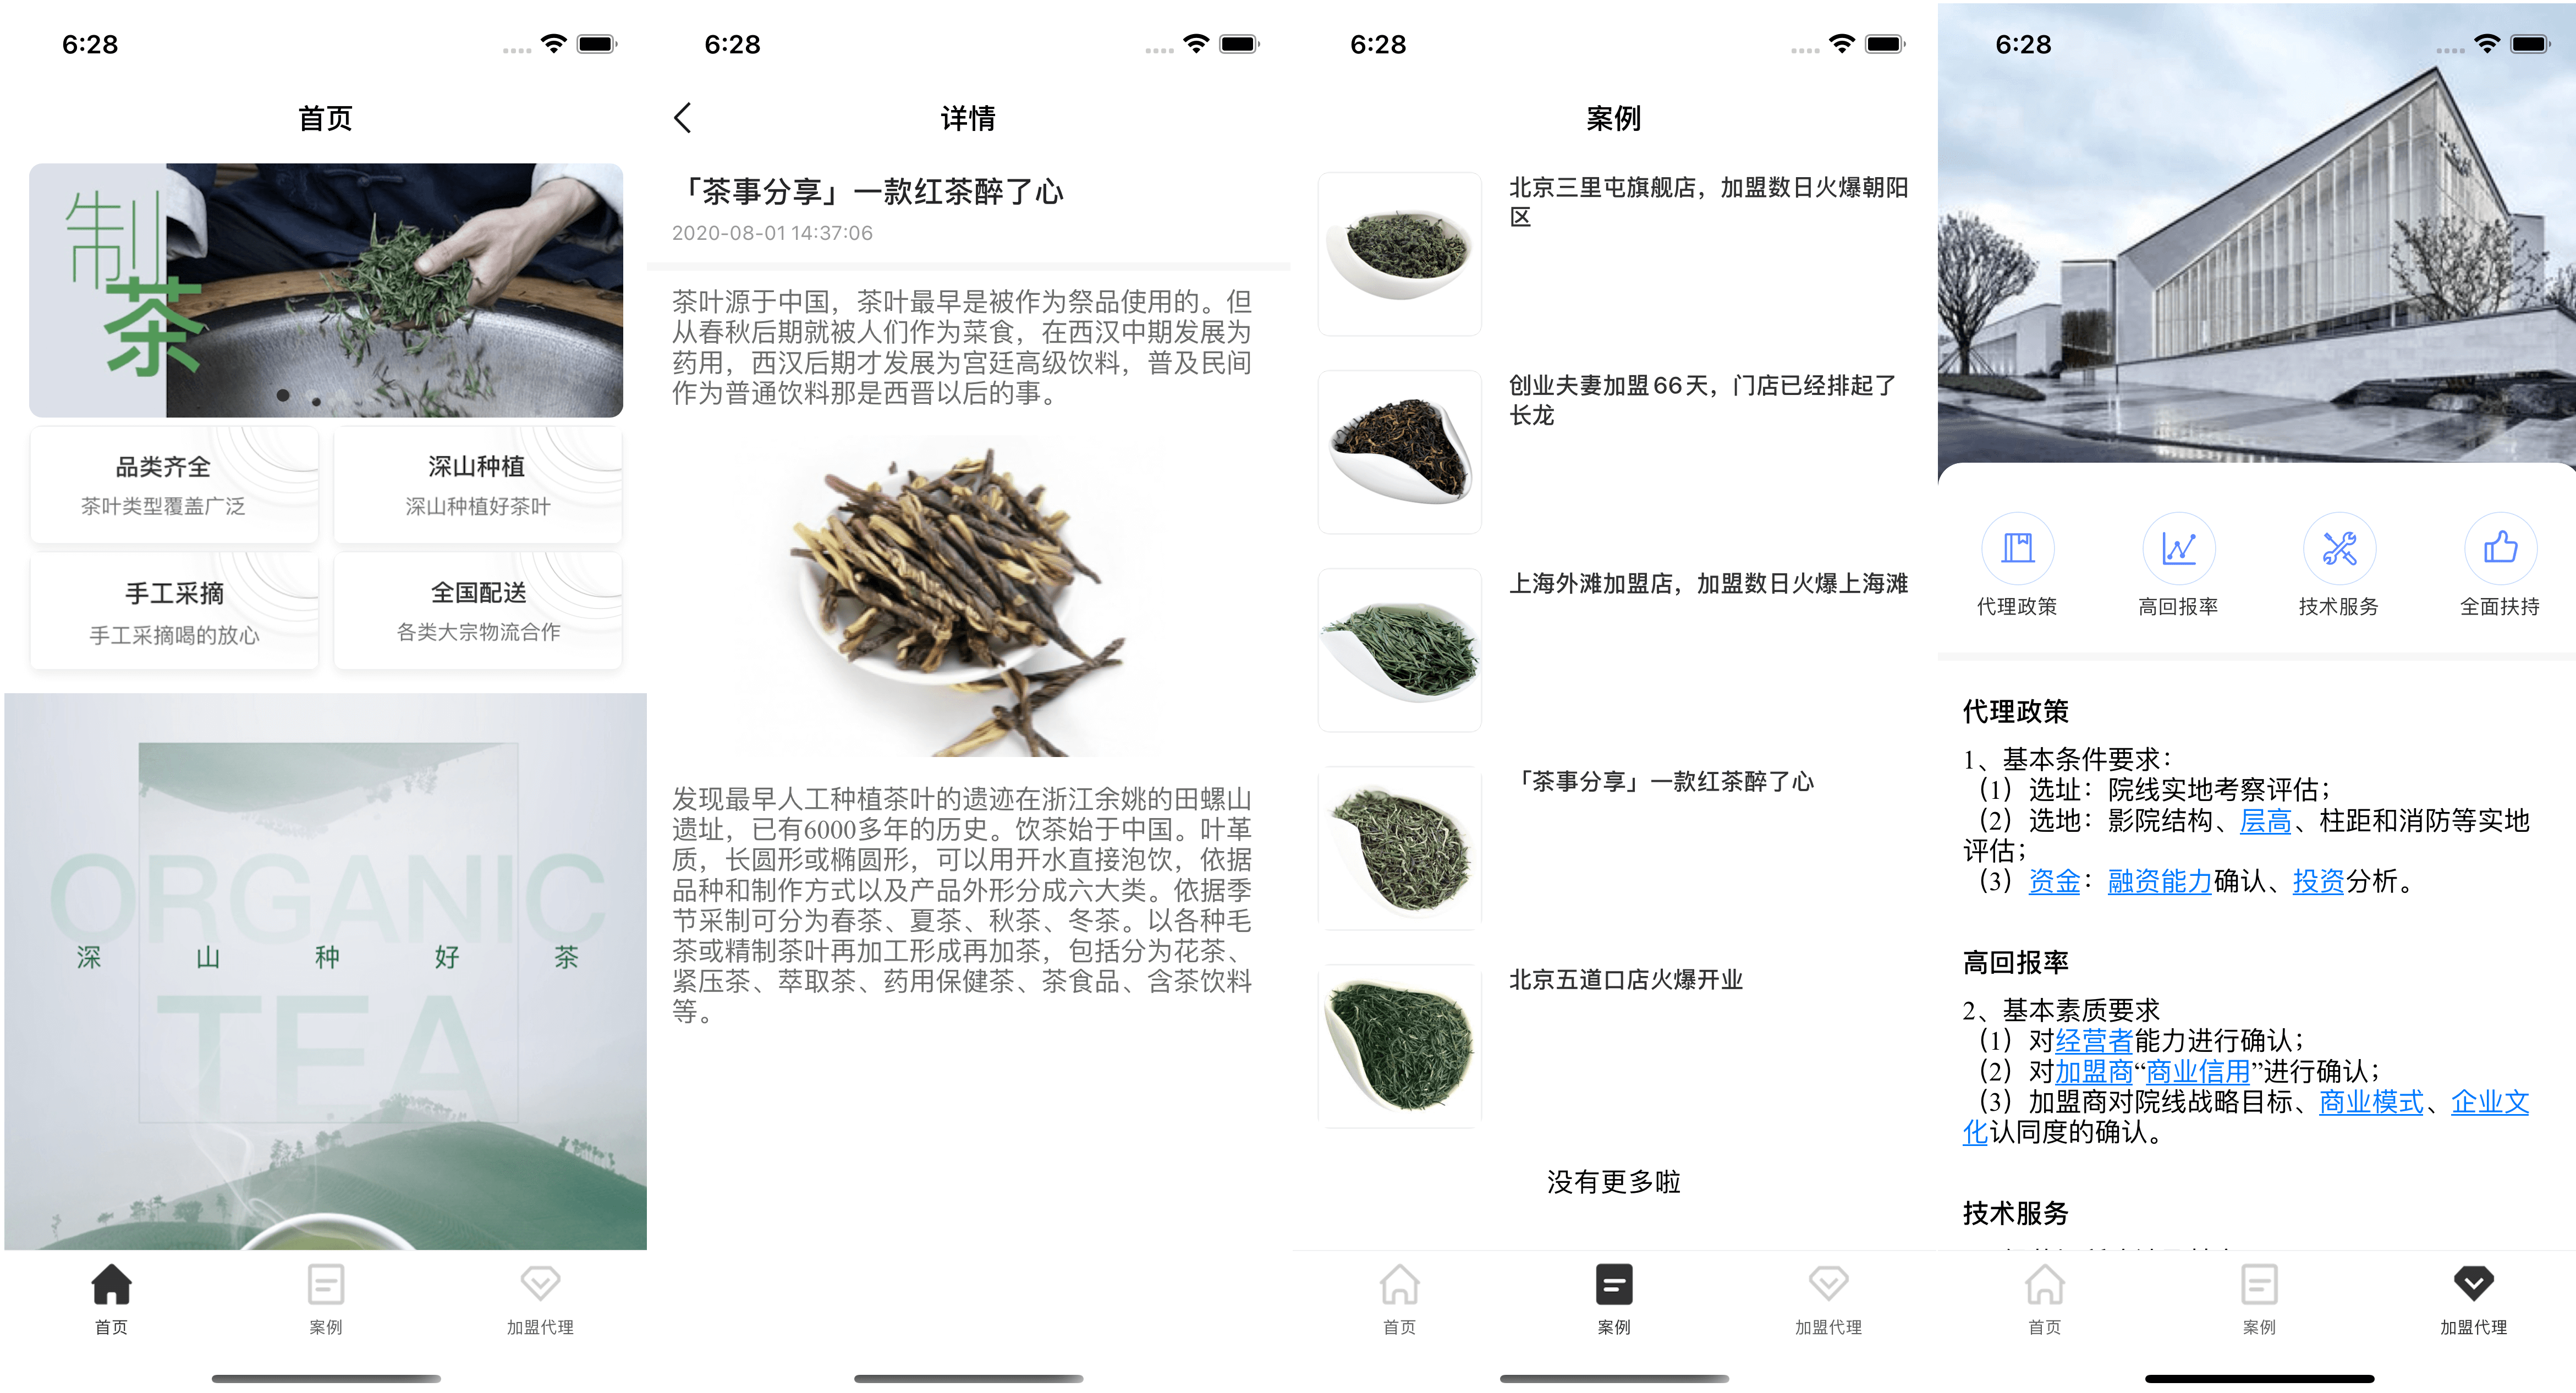 6:28
首页
制
茶
品类齐全
茶叶类型覆盖广泛
深山种植
深山种植好茶叶
手工采摘
手工采摘喝的放心
全国配送
各类大宗物流合作
ORGANIC
深 山 种 好 茶
TEA
首页
案例
加盟代理
6:28
详情
「茶事分享」一款红茶醉了心
2020-08-01 14:37:06
茶叶源于中国，茶叶最早是被作为祭品使用的。但
从春秋后期就被人们作为菜食，在西汉中期发展为
药用，西汉后期才发展为宫廷高级饮料，普及民间
作为普通饮料那是西晋以后的事。
发现最早人工种植茶叶的遗迹在浙江余姚的田螺山
遗址，已有6000多年的历史。饮茶始于中国。叶革
质，长圆形或椭圆形，可以用开水直接泡饮，依据
品种和制作方式以及产品外形分成六大类。依据季
节采制可分为春茶、夏茶、秋茶、冬茶。以各种毛
茶或精制茶叶再加工形成再加茶，包括分为花茶、
紧压茶、萃取茶、药用保健茶、茶食品、含茶饮料
等。
6:28
案例
北京三里屯旗舰店，加盟数日火爆朝阳
区
创业夫妻加盟66天，门店已经排起了
长龙
上海外滩加盟店，加盟数日火爆上海滩
「茶事分享」一款红茶醉了心
北京五道口店火爆开业
没有更多啦
首页
案例
加盟代理
6:28
代理政策
高回报率
技术服务
全面扶持
代理政策
1、基本条件要求：
（1）选址：院线实地考察评估；
（2）选地：影院结构、层高、柱距和消防等实地
评估；
（3）资金：融资能力确认、投资分析。
高回报率
2、基本素质要求
（1）对经营者能力进行确认；
（2）对加盟商“商业信用”进行确认；
（3）加盟商对院线战略目标、商业模式、企业文
化认同度的确认。
技术服务
首页
案例
加盟代理